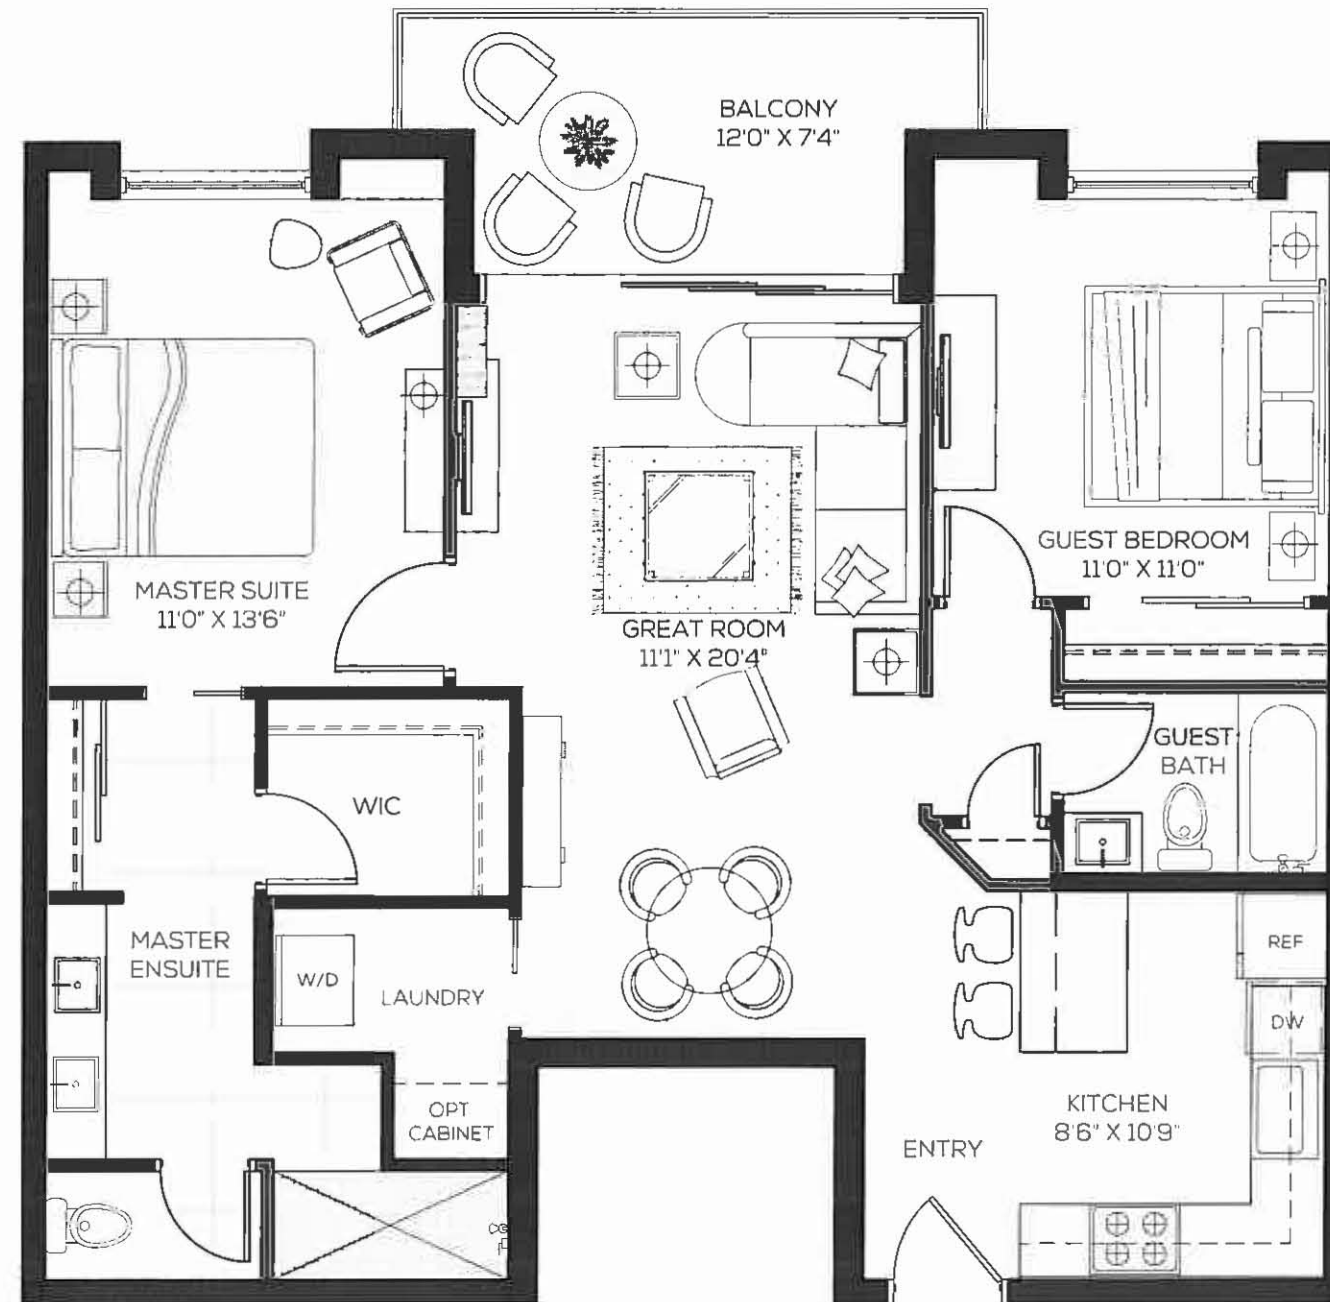 BALCONY
12'0" X 7'4"
MASTER SUITE
11'0" X 13'6"
GREAT ROOM
11'1" X 20'4"
GUEST BEDROOM
11'0" X 11'0"
WIC
GUEST
BATH
MASTER
ENSUITE
W/D
LAUNDRY
OPT
CABINET
REF
DW
KITCHEN
8'6" X 10'9"
ENTRY